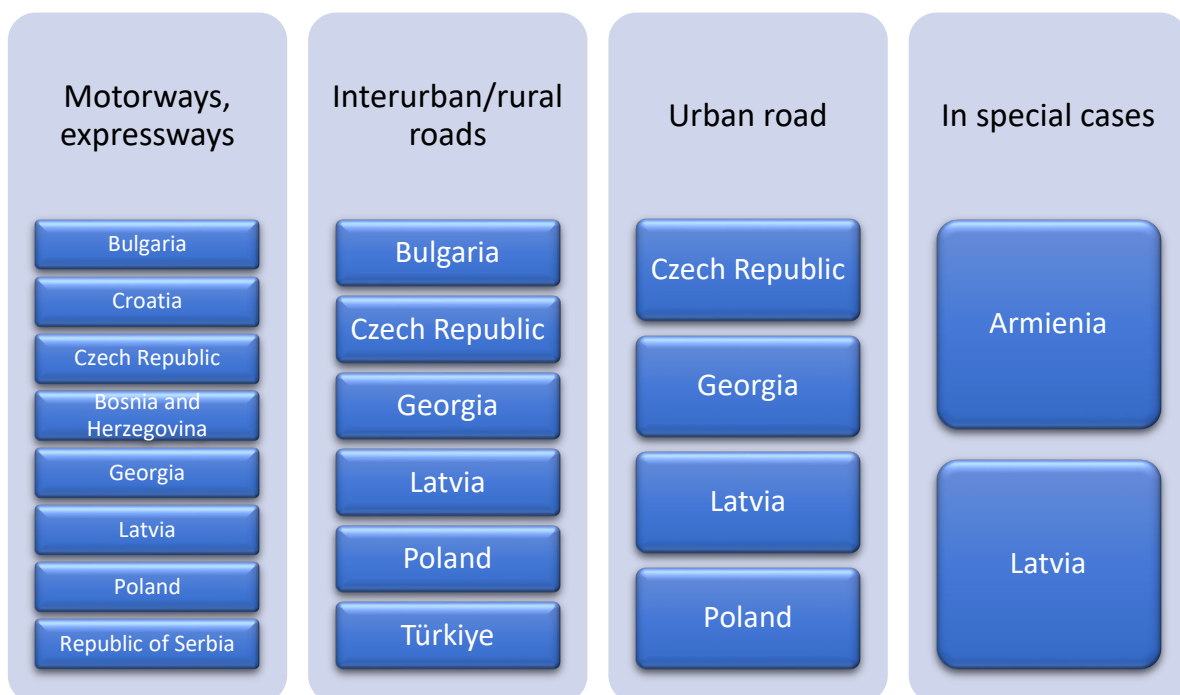 Motorways,
expressways
Bulgaria
Croatia
Czech Republic
Bosnia and
Herzegovina
Georgia
Latvia
Poland
Republic of Serbia
Interurban/rural
roads
Bulgaria
Czech Republic
Georgia
Latvia
Poland
Türkiye
Urban road
Czech Republic
Georgia
Latvia
Poland
In special cases
Armienia
Latvia